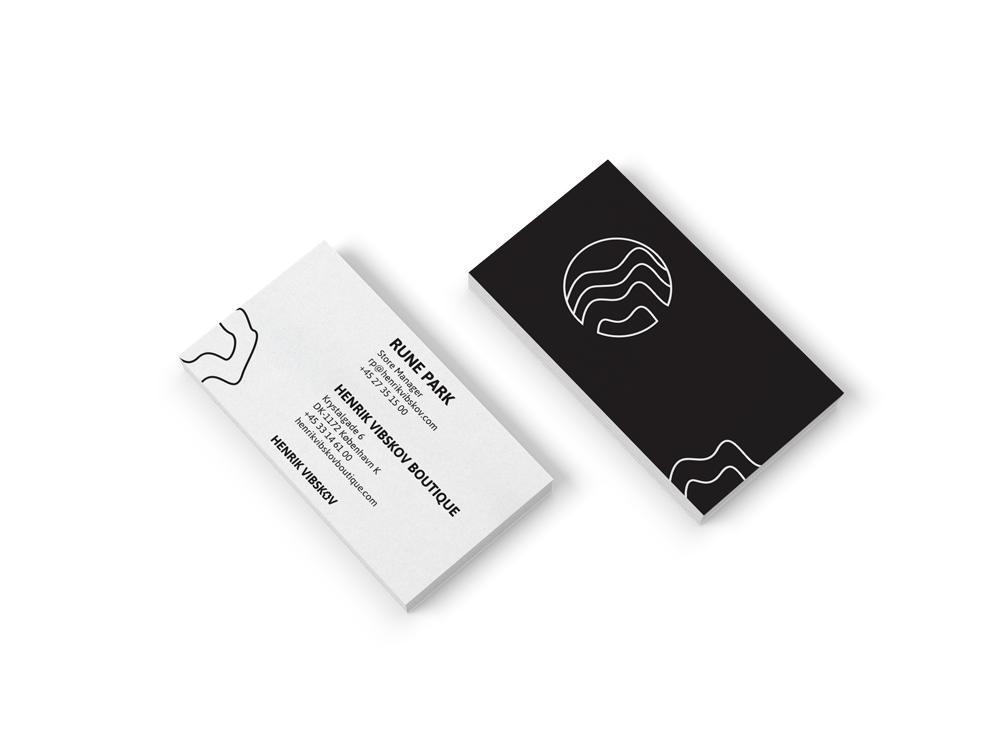 RUNE PARK
Store Manager
rp@henrikvibskov.com
+45 27 35 15 00
HENRIK VIBSKOV BOUTIQUE
Krystalgade 6
DK-1172 København K
+45 33 14 61 00
henrikvibskovboutique.com
HENRIK VIBSKOV